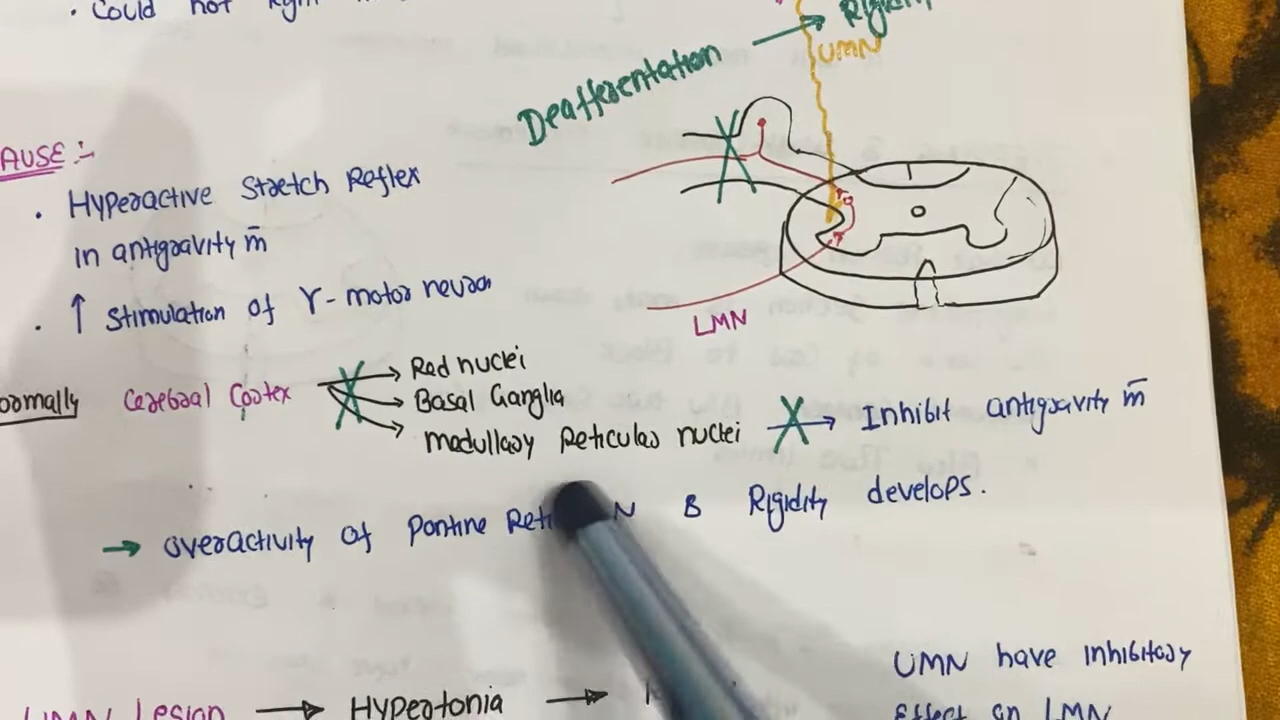 · Could not
Deafferentation → Rigidity
UMN
AUSE :-
· Hyperactive Stretch Reflex
in antigravity m̄
· ↑ Stimulation of γ-motor neuron
LMN
ormally Cerebral Cortex → Red nuclei
Basal Ganglia
medullary Reticular nuclei → Inhibit antigravity m̄
→ overactivity of Pontine Reti N & Rigidity develops.
UMN have inhibitory
UMN Lesion → Hypertonia →
Effect on LMN